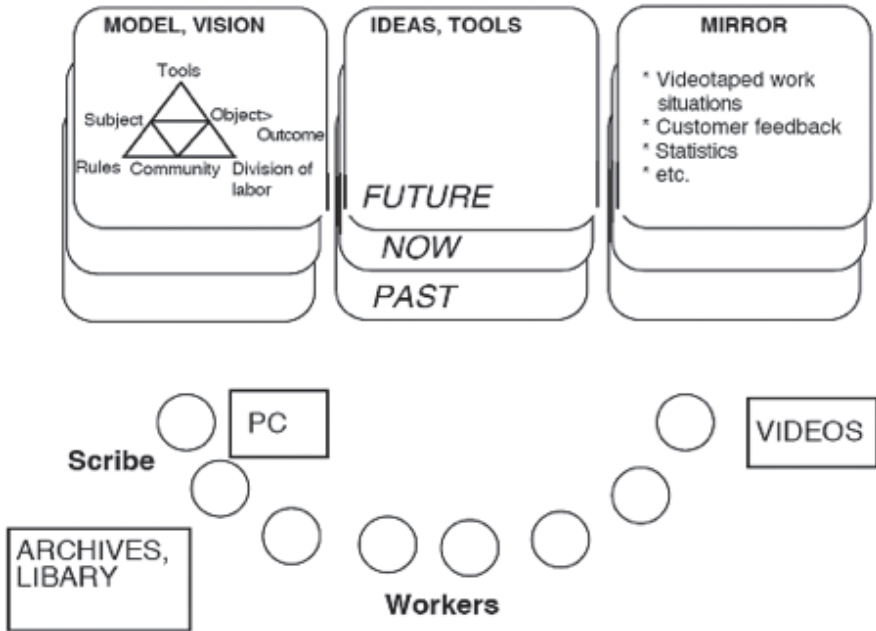 MODEL, VISION
Tools
Subject
Object>
Outcome
Rules
Community
Division of
labor
IDEAS, TOOLS
FUTURE
NOW
PAST
MIRROR
* Videotaped work
situations
* Customer feedback
* Statistics
* etc.
PC
Scribe
VIDEOS
ARCHIVES,
LIBARY
Workers